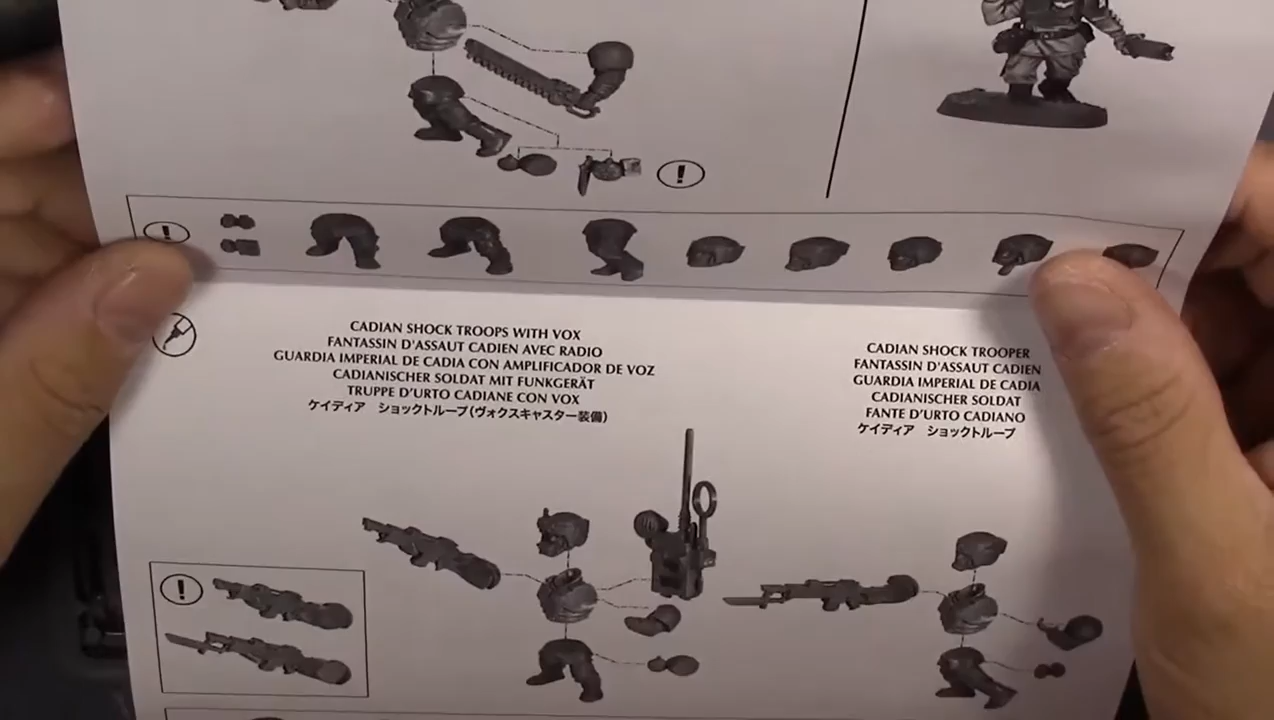 !
!
CADIAN SHOCK TROOPS WITH VOX
FANTASSIN D'ASSAUT CADIEN AVEC RADIO
GUARDIA IMPERIAL DE CADIA CON AMPLIFICADOR DE VOZ
CADIANISCHER SOLDAT MIT FUNKGERÄT
TRUPPE D'URTO CADIANE CON VOX
ケイディア ショックトループ(ヴォクスキャスター装備)
CADIAN SHOCK TROOPER
FANTASSIN D'ASSAUT CADIEN
GUARDIA IMPERIAL DE CADIA
CADIANISCHER SOLDAT
FANTE D'URTO CADIANO
ケイディア ショックトループ
!